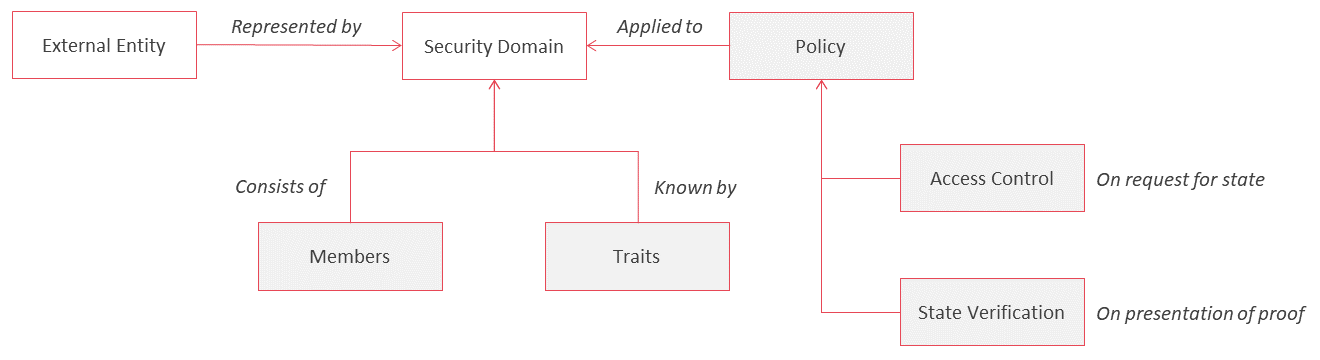 External Entity
Represented by
Security Domain
Applied to
Policy
Consists of
Known by
Members
Traits
Access Control
On request for state
State Verification
On presentation of proof